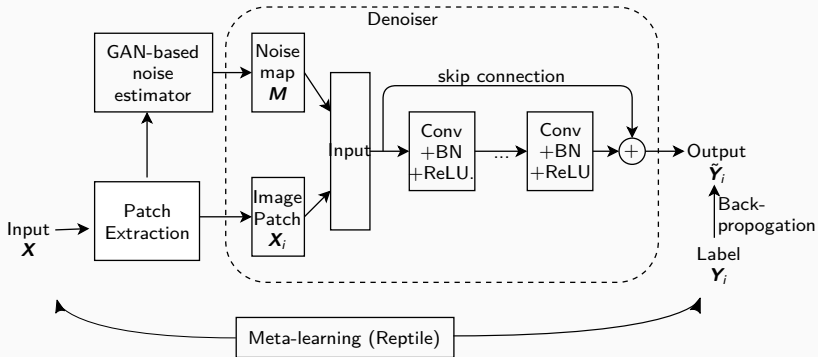 Denoiser
GAN-based
noise
estimator
Noise
map
M
skip connection
Input
Conv
+BN
+ReLU.
...
Conv
+BN
+ReLU
+
Output
Ỹi
Input
X
Patch
Extraction
Image
Patch
Xi
Back-
propogation
Label
Yi
Meta-learning (Reptile)